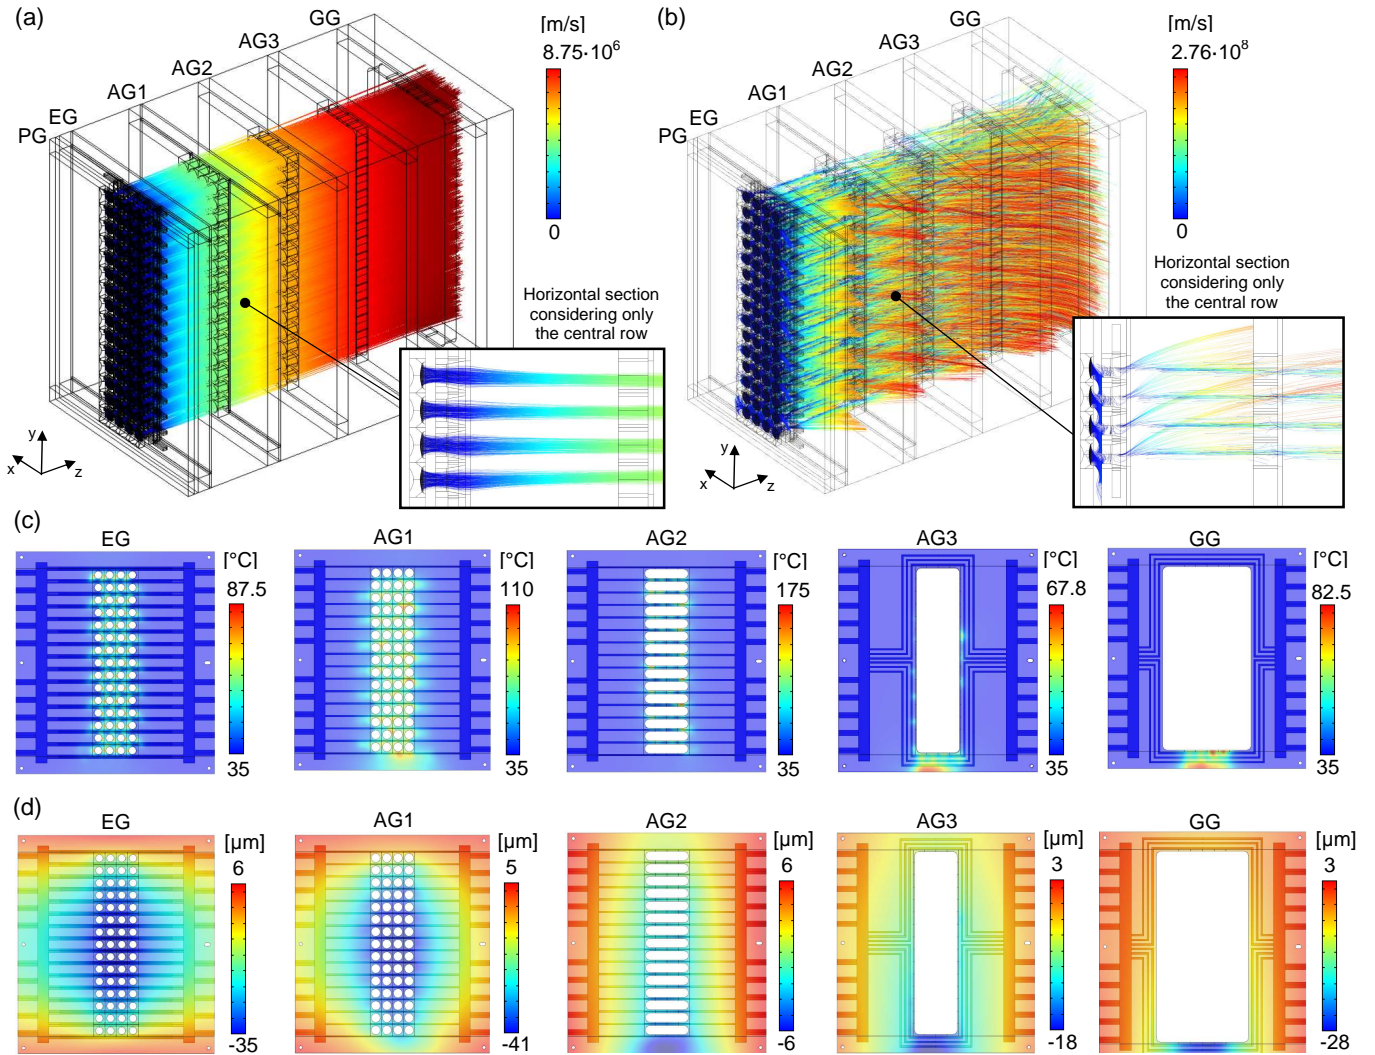 (a)
GG
AG3
AG2
AG1
EG
PG
[m/s]
8.75·10⁶
0
Horizontal section
considering only
the central row
y
x
z
(b)
GG
AG3
AG2
AG1
EG
PG
[m/s]
2.76·10⁸
0
Horizontal section
considering only
the central row
y
x
z
(c)
EG
[°C]
87.5
35
AG1
[°C]
110
35
AG2
[°C]
175
35
AG3
[°C]
67.8
35
GG
[°C]
82.5
35
(d)
EG
[µm]
6
-35
AG1
[µm]
5
-41
AG2
[µm]
6
-6
AG3
[µm]
3
-18
GG
[µm]
3
-28